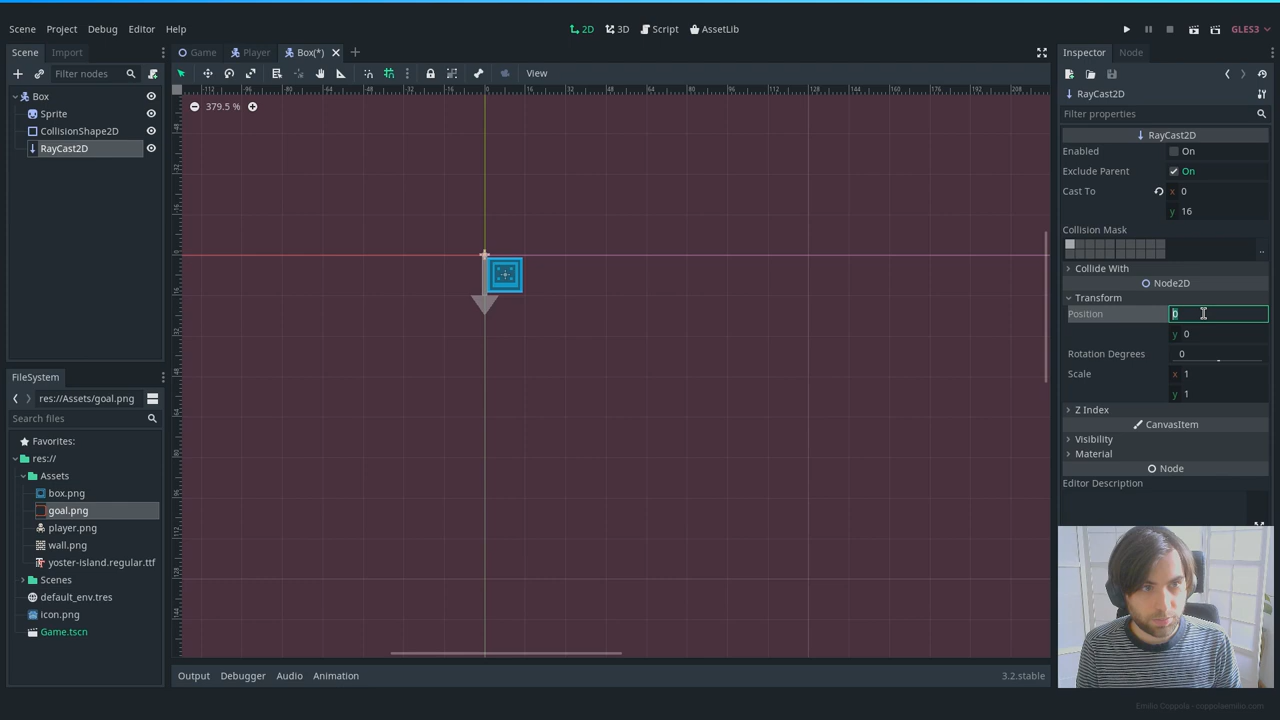 Scene Project Debug Editor Help
2D 3D Script AssetLib
GLES3
Scene Import
Game Player Box(*)
Inspector Node
Filter nodes
View
RayCast2D
Filter properties
379.5 %
Box
Sprite
CollisionShape2D
RayCast2D
RayCast2D
Enabled On
Exclude Parent On
Cast To x 0
y 16
Collision Mask
Collide With
Node2D
Transform
Position 0
y 0
Rotation Degrees 0
Scale x 1
y 1
Z Index
CanvasItem
Visibility
Material
Node
Editor Description
FileSystem
res://Assets/goal.png
Search files
Favorites:
res://
Assets
box.png
goal.png
player.png
wall.png
yoster-island.regular.ttf
Scenes
default_env.tres
icon.png
Game.tscn
Output Debugger Audio Animation
3.2.stable
Emilio Coppola - coppolaemilio.com